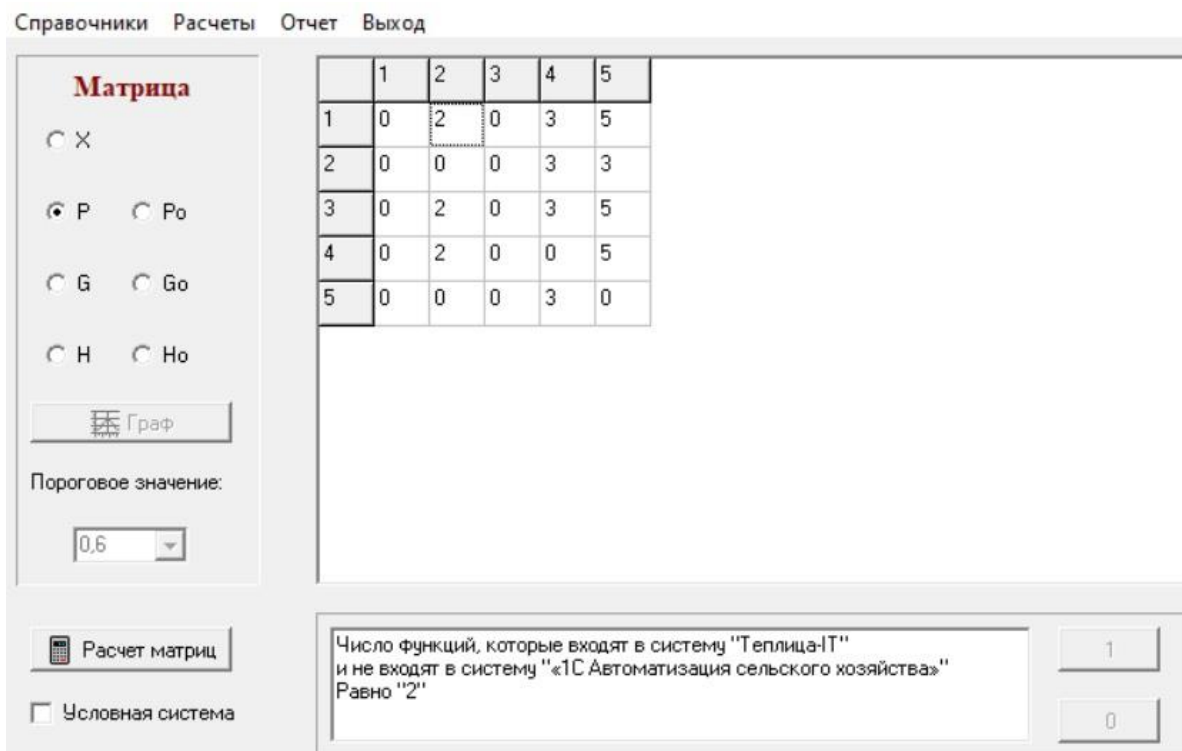 Справочники Расчеты Отчет Выход
Матрица
X
P Po
G Go
H Ho
Граф
Пороговое значение:
0,6
Расчет матриц
Условная система
1 2 3 4 5
1 0 2 0 3 5
2 0 0 0 3 3
3 0 2 0 3 5
4 0 2 0 0 5
5 0 0 0 3 0
Число функций, которые входят в систему "Теплица-IT"
и не входят в систему "«1С Автоматизация сельского хозяйства»"
Равно "2"
1
0